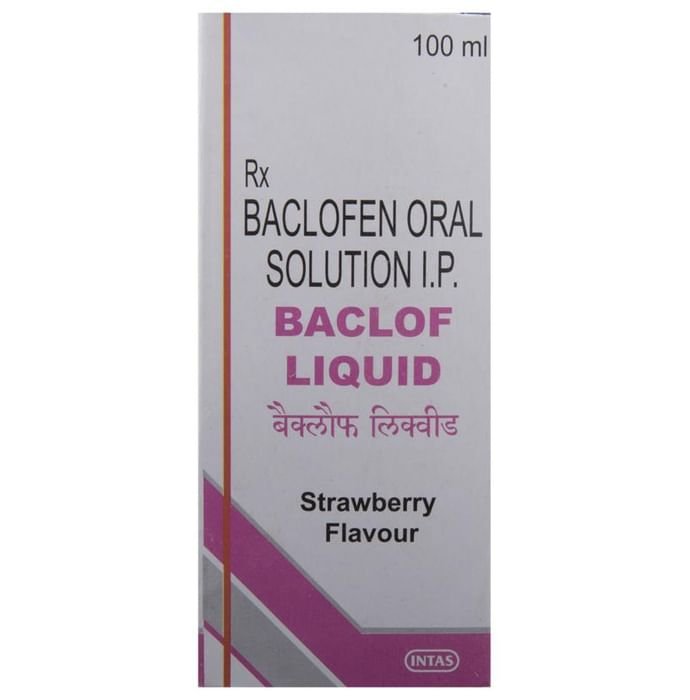 100 ml
Rx
BACLOFEN ORAL
SOLUTION I.P.
BACLOF
LIQUID
बैक्लौफ लिक्वीड
Strawberry
Flavour
INTAS